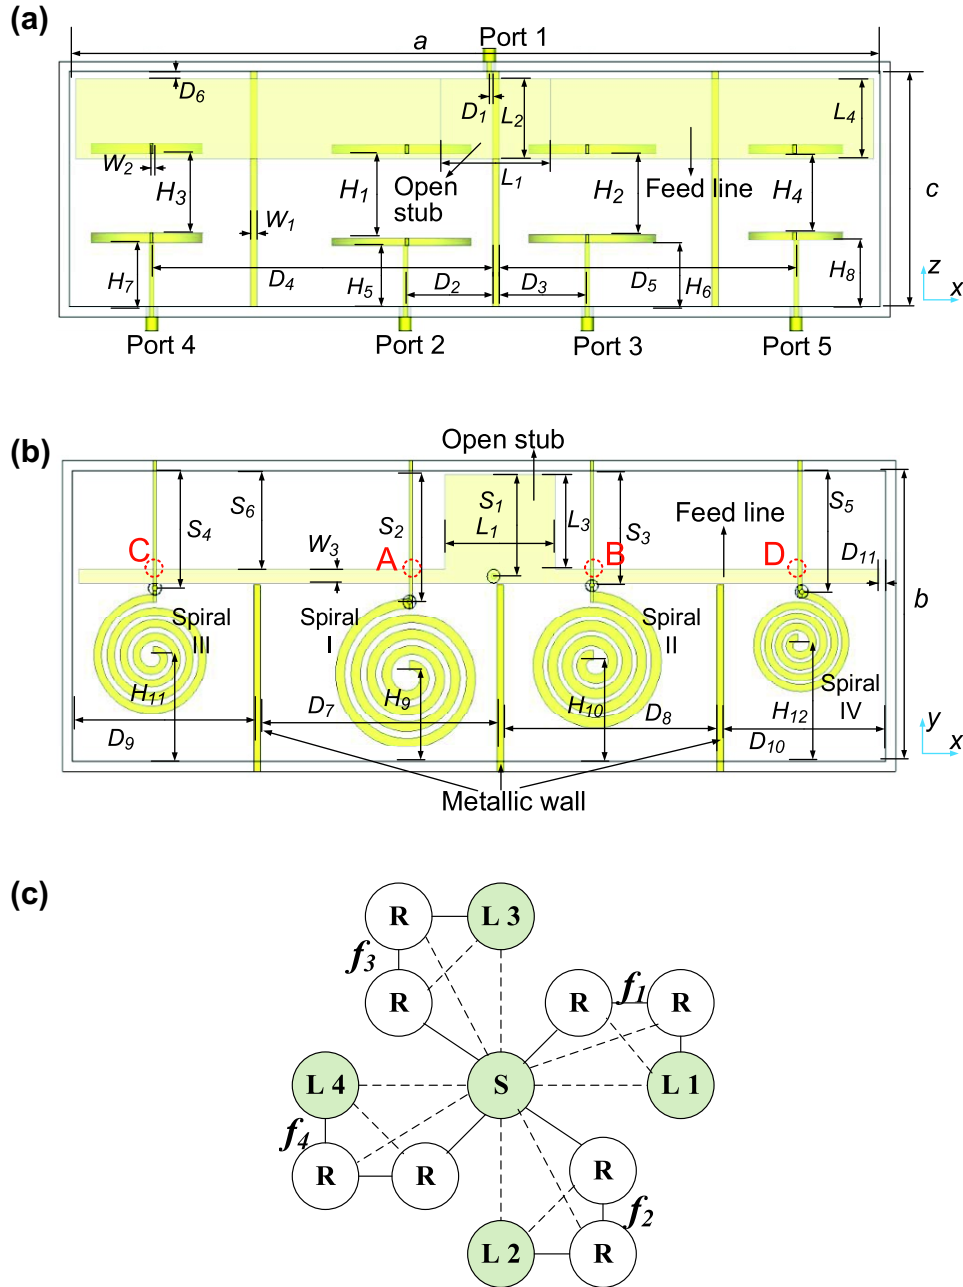 (a)
Port 1
a
D6
D1
L2
L4
W2
H3
H1
L1
Open
stub
H2
Feed line
H4
c
W1
H7
D4
H5
D2
D3
D5
H6
H8
z
x
Port 4
Port 2
Port 3
Port 5
(b)
Open stub
S4
S6
S2
S1
L1
L3
S3
Feed line
S5
W3
C
A
B
D
D11
b
Spiral
III
Spiral
I
Spiral
II
Spiral
IV
H11
H9
H10
H12
D9
D7
D8
D10
y
x
Metallic wall
(c)
R
L 3
f3
R
R
f1
R
L 4
S
L 1
f4
R
R
R
f2
L 2
R